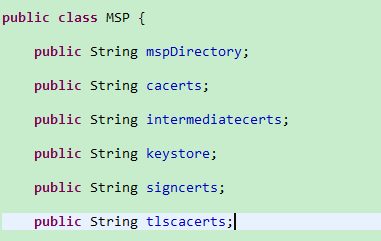 public class MSP {
public String mspDirectory;
public String cacerts;
public String intermediatecerts;
public String keystore;
public String signcerts;
public String tlscacerts;